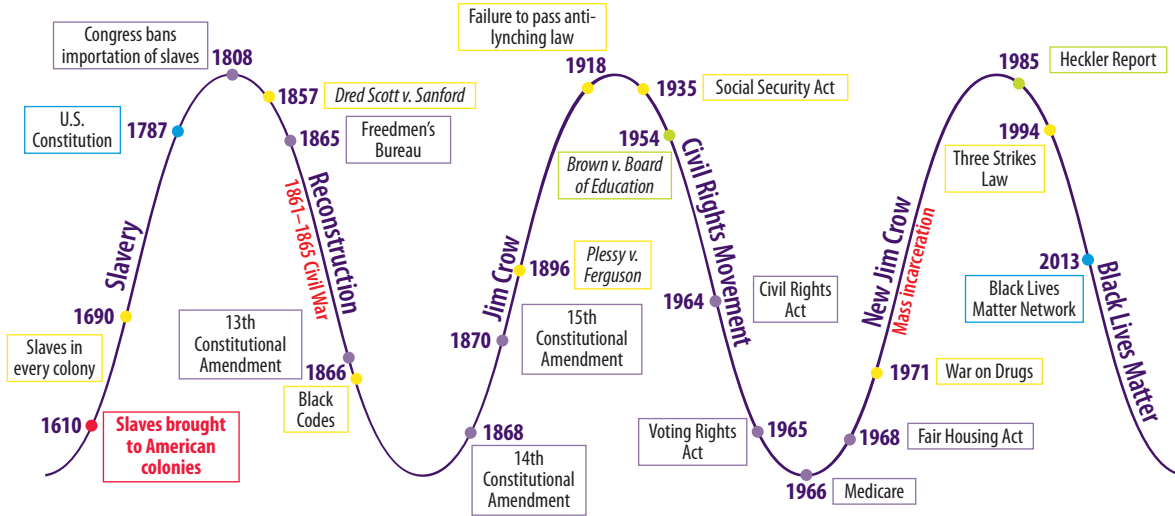 Congress bans
importation of slaves
1808
1857
Dred Scott v. Sanford
U.S.
Constitution
1787
1865
Freedmen's
Bureau
Slavery
Reconstruction
1861–1865 Civil War
1690
Slaves in
every colony
13th
Constitutional
Amendment
1866
Black
Codes
1610
Slaves brought
to American
colonies
Failure to pass anti-
lynching law
1918
1935
Social Security Act
1954
Brown v. Board
of Education
Jim Crow
Civil Rights Movement
1896
Plessy v.
Ferguson
1870
15th
Constitutional
Amendment
1868
14th
Constitutional
Amendment
1964
Civil Rights
Act
Voting Rights
Act
1965
1966
Medicare
1968
Fair Housing Act
1971
War on Drugs
New Jim Crow
Mass incarceration
1985
Heckler Report
1994
Three Strikes
Law
2013
Black Lives
Matter Network
Black Lives Matter